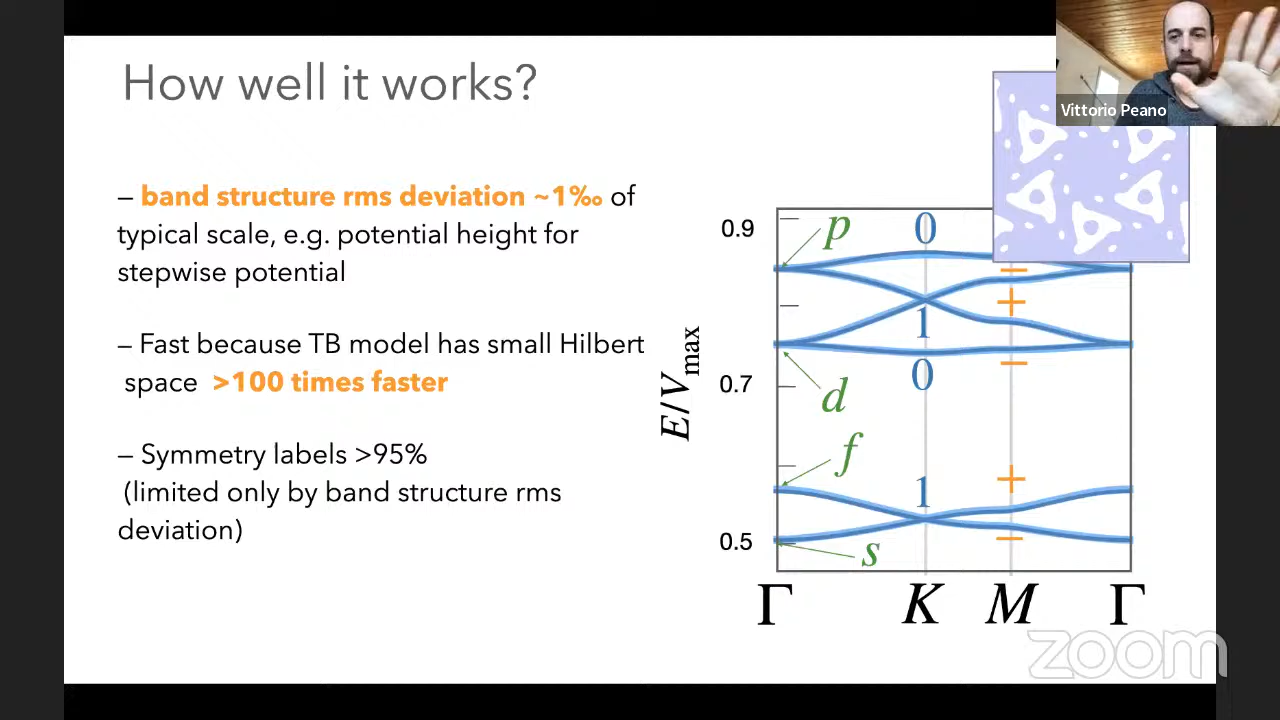 How well it works?
Vittorio Peano
– band structure rms deviation ~1‰ of
typical scale, e.g. potential height for
stepwise potential
– Fast because TB model has small Hilbert
space >100 times faster
– Symmetry labels >95%
(limited only by band structure rms
deviation)
E/Vmax
0.9
0.7
0.5
p
0
1
0
d
f
1
s
−
+
−
+
−
Γ K M Γ
zoom